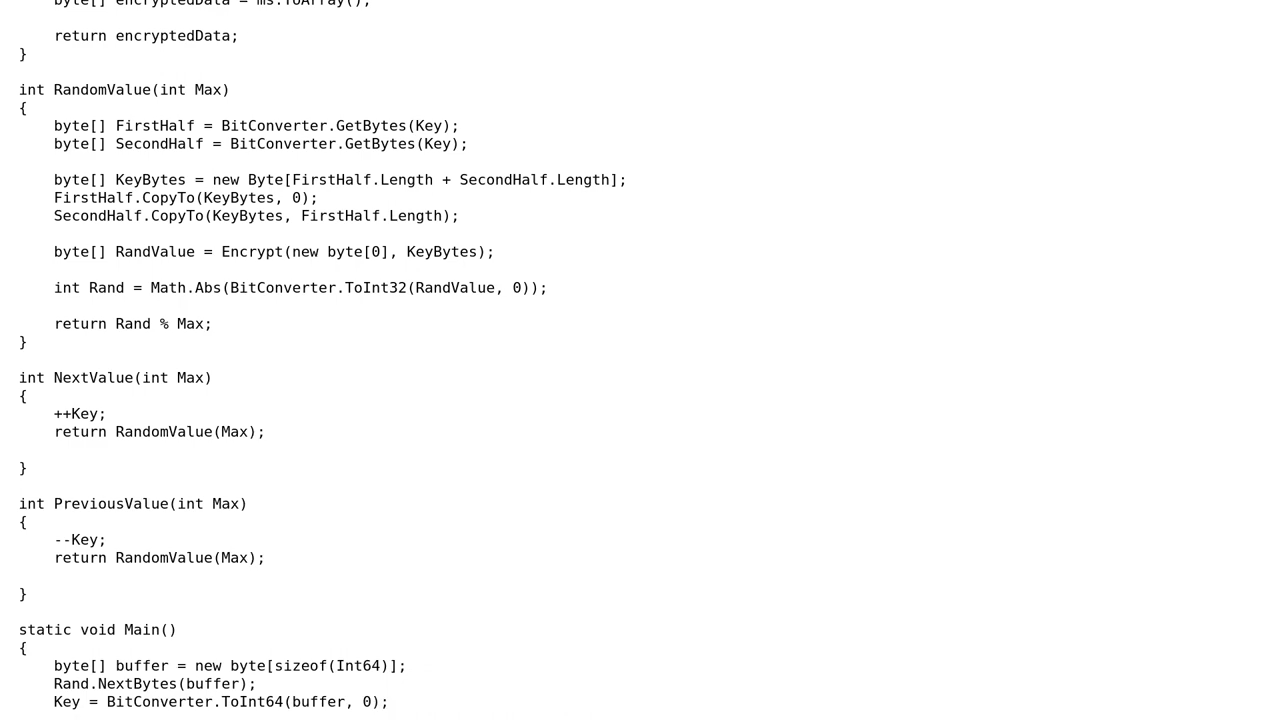 byte[] encryptedData = ms.ToArray();
return encryptedData;
}
int RandomValue(int Max)
{
byte[] FirstHalf = BitConverter.GetBytes(Key);
byte[] SecondHalf = BitConverter.GetBytes(Key);
byte[] KeyBytes = new Byte[FirstHalf.Length + SecondHalf.Length];
FirstHalf.CopyTo(KeyBytes, 0);
SecondHalf.CopyTo(KeyBytes, FirstHalf.Length);
byte[] RandValue = Encrypt(new byte[0], KeyBytes);
int Rand = Math.Abs(BitConverter.ToInt32(RandValue, 0));
return Rand % Max;
}
int NextValue(int Max)
{
++Key;
return RandomValue(Max);
}
int PreviousValue(int Max)
{
--Key;
return RandomValue(Max);
}
static void Main()
{
byte[] buffer = new byte[sizeof(Int64)];
Rand.NextBytes(buffer);
Key = BitConverter.ToInt64(buffer, 0);